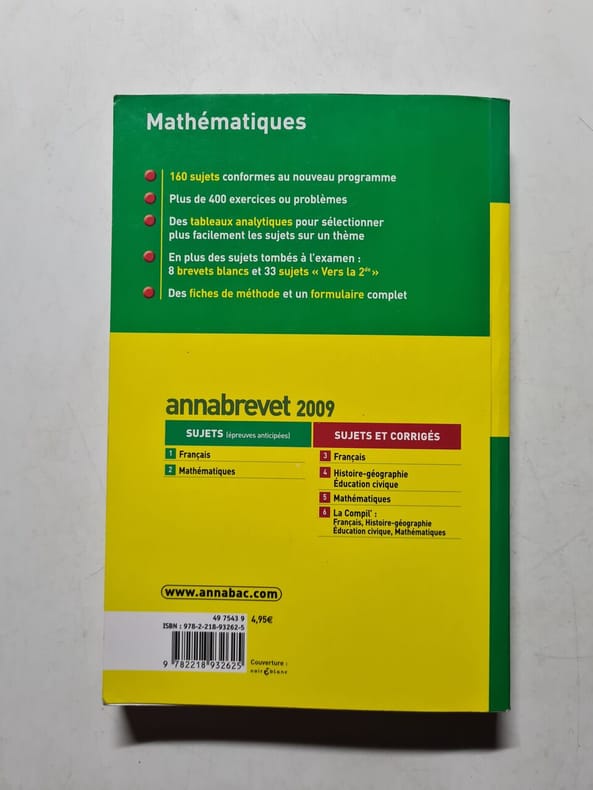 Mathématiques
160 sujets conformes au nouveau programme
Plus de 400 exercices ou problèmes
Des tableaux analytiques pour sélectionner
plus facilement les sujets sur un thème
En plus des sujets tombés à l'examen :
8 brevets blancs et 33 sujets « Vers la 2de »
Des fiches de méthode et un formulaire complet
annabrevet 2009
SUJETS (épreuves anticipées)
1 Français
2 Mathématiques
SUJETS ET CORRIGÉS
3 Français
4 Histoire-géographie
Éducation civique
5 Mathématiques
6 La Compil' :
Français, Histoire-géographie
Éducation civique, Mathématiques
www.annabac.com
49 7543 9
ISBN : 978-2-218-93262-5
4,95€
9 782218 932625
Couverture :
noir & blanc